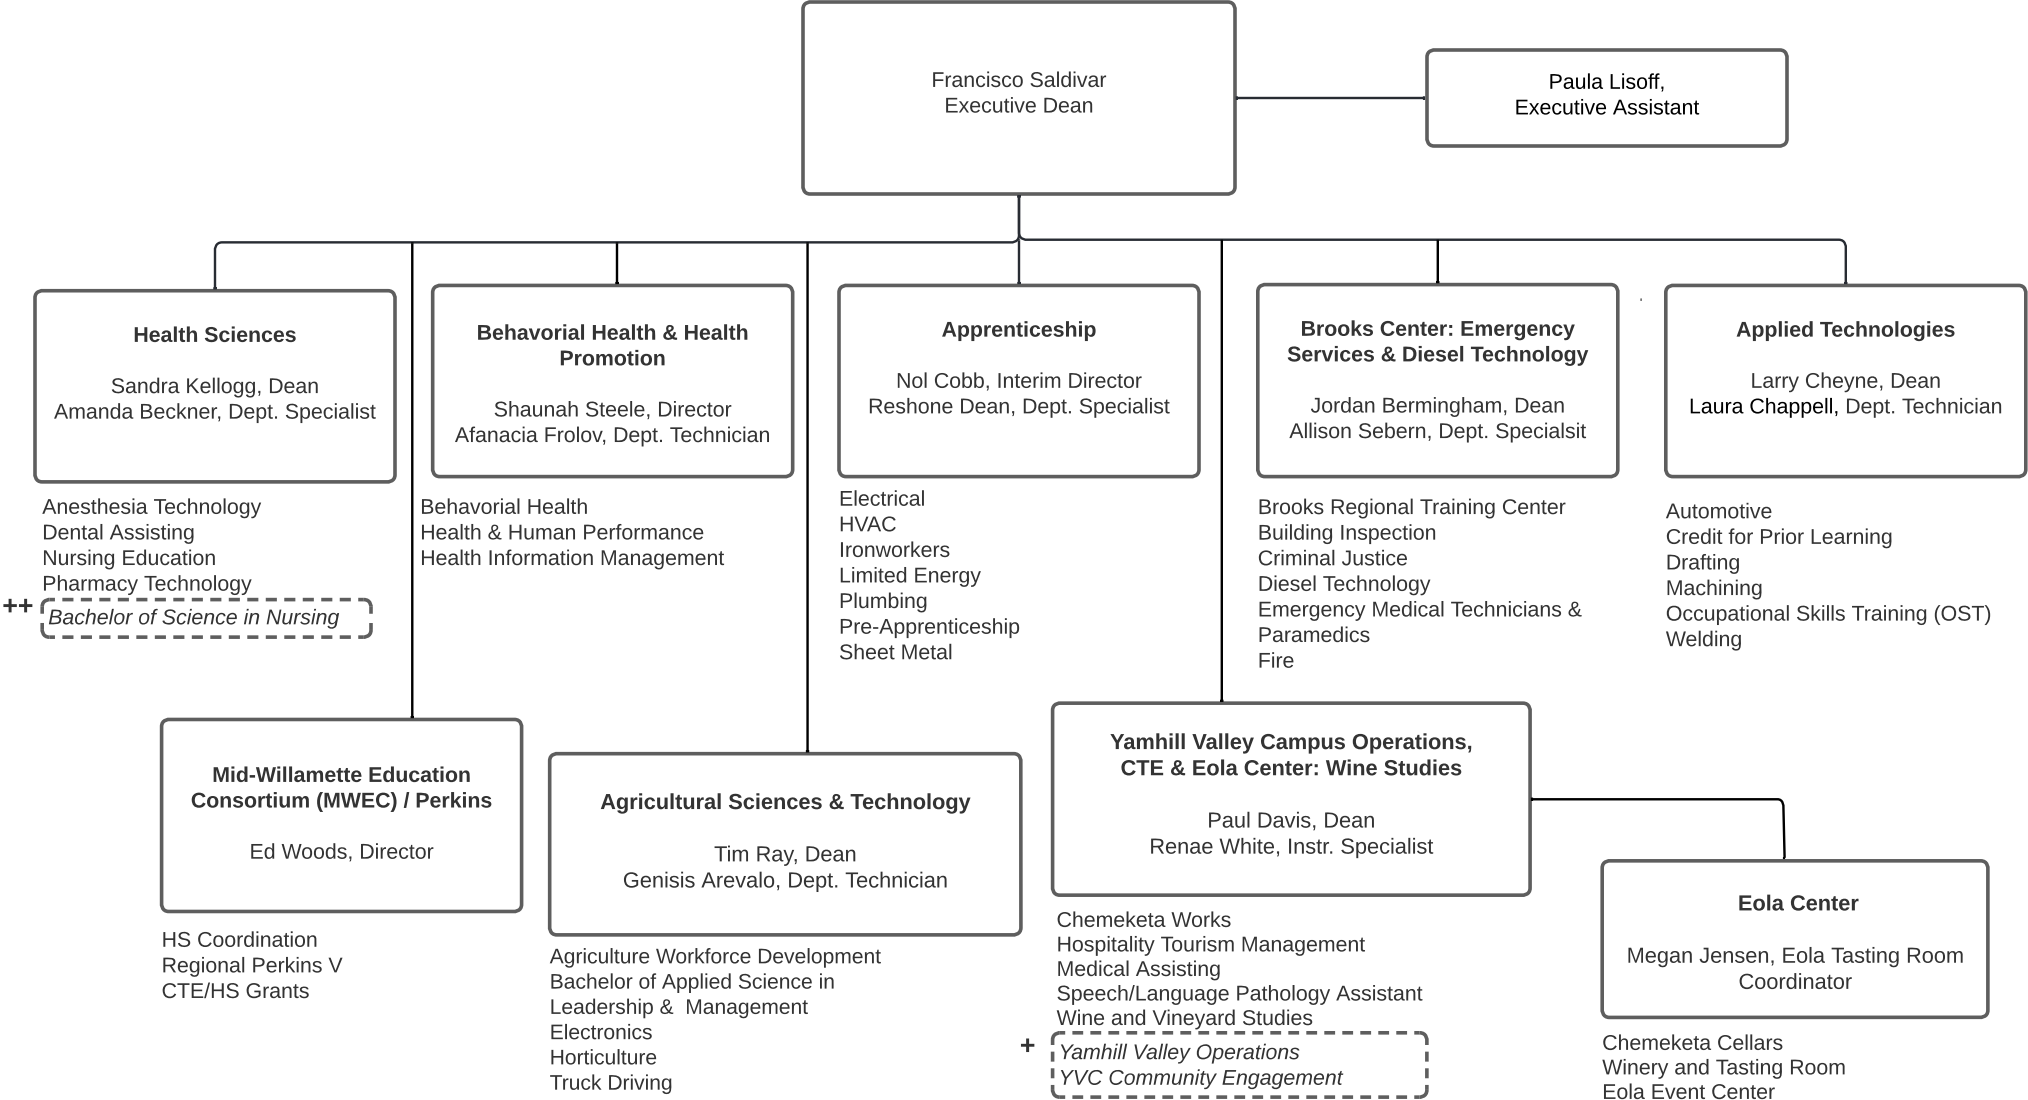 Francisco Saldivar
Executive Dean
Paula Lisoff,
Executive Assistant
Health Sciences
Sandra Kellogg, Dean
Amanda Beckner, Dept. Specialist
Anesthesia Technology
Dental Assisting
Nursing Education
Pharmacy Technology
++
Bachelor of Science in Nursing
Behavorial Health & Health
Promotion
Shaunah Steele, Director
Afanacia Frolov, Dept. Technician
Behavorial Health
Health & Human Performance
Health Information Management
Apprenticeship
Nol Cobb, Interim Director
Reshone Dean, Dept. Specialist
Electrical
HVAC
Ironworkers
Limited Energy
Plumbing
Pre-Apprenticeship
Sheet Metal
Brooks Center: Emergency
Services & Diesel Technology
Jordan Bermingham, Dean
Allison Sebern, Dept. Specialsit
Brooks Regional Training Center
Building Inspection
Criminal Justice
Diesel Technology
Emergency Medical Technicians &
Paramedics
Fire
Applied Technologies
Larry Cheyne, Dean
Laura Chappell, Dept. Technician
Automotive
Credit for Prior Learning
Drafting
Machining
Occupational Skills Training (OST)
Welding
Mid-Willamette Education
Consortium (MWEC) / Perkins
Ed Woods, Director
HS Coordination
Regional Perkins V
CTE/HS Grants
Agricultural Sciences & Technology
Tim Ray, Dean
Genisis Arevalo, Dept. Technician
Agriculture Workforce Development
Bachelor of Applied Science in
Leadership &  Management
Electronics
Horticulture
Truck Driving
Yamhill Valley Campus Operations,
CTE & Eola Center: Wine Studies
Paul Davis, Dean
Renae White, Instr. Specialist
Chemeketa Works
Hospitality Tourism Management
Medical Assisting
Speech/Language Pathology Assistant
Wine and Vineyard Studies
+
Yamhill Valley Operations
YVC Community Engagement
Eola Center
Megan Jensen, Eola Tasting Room
Coordinator
Chemeketa Cellars
Winery and Tasting Room
Eola Event Center